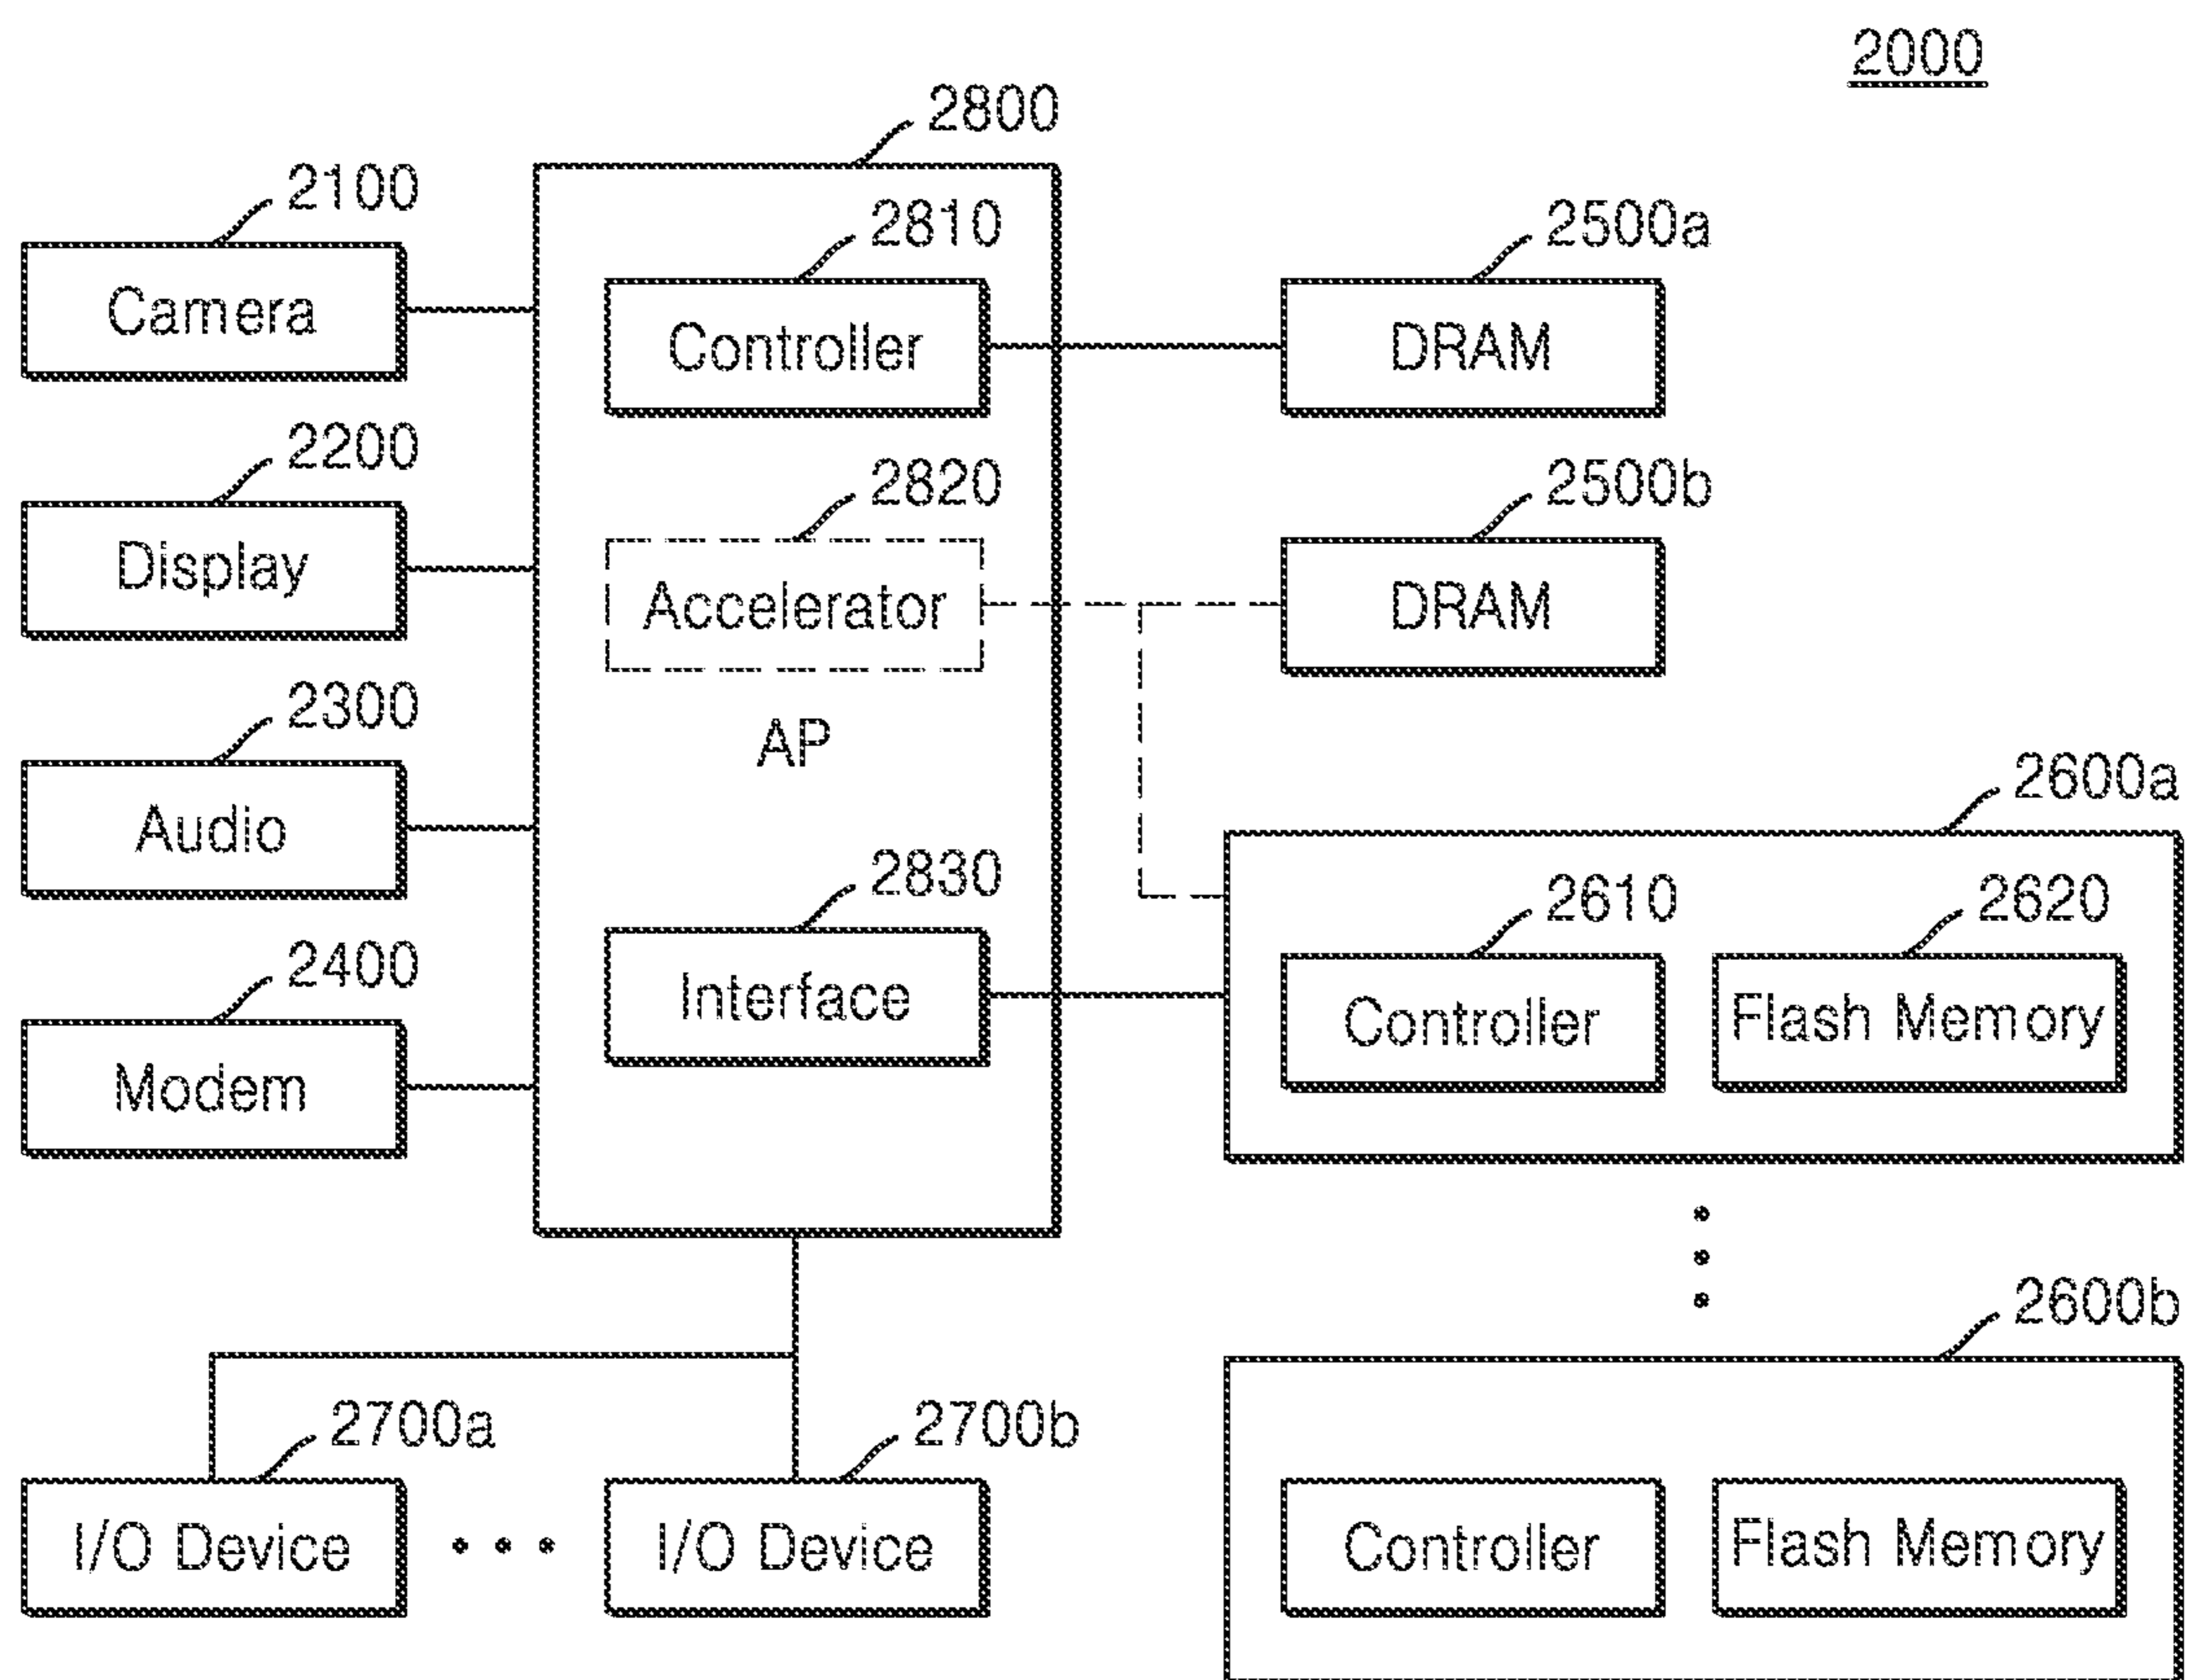 2000
2800
2100
Camera
2810
Controller
2500a
DRAM
2200
Display
2820
Accelerator
2500b
DRAM
AP
2300
Audio
2600a
2830
Interface
2610
Controller
2620
Flash Memory
2400
Modem
2600b
Controller
Flash Memory
2700a
I/O Device
2700b
I/O Device